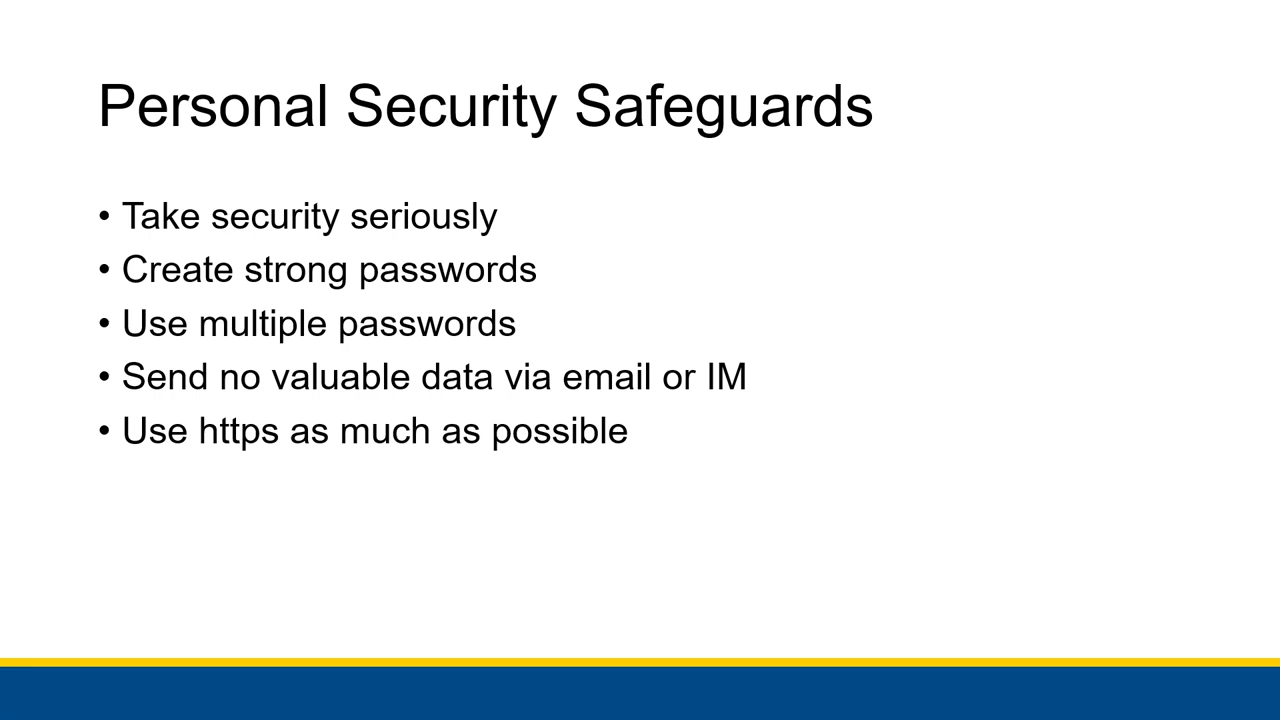 Personal Security Safeguards
• Take security seriously
• Create strong passwords
• Use multiple passwords
• Send no valuable data via email or IM
• Use https as much as possible